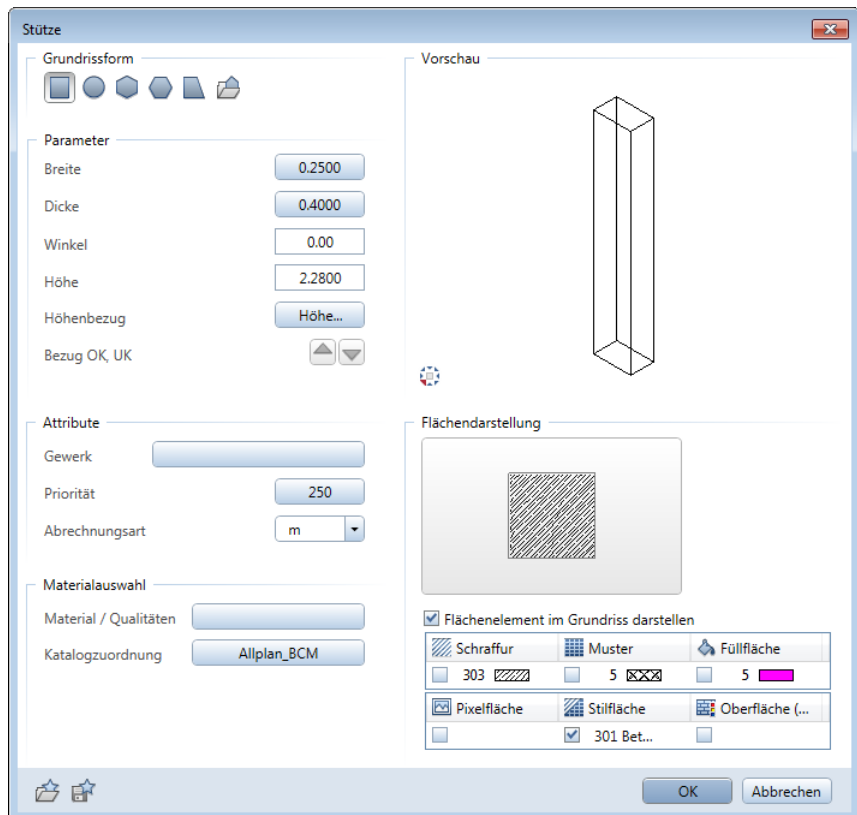 Stütze
Grundrissform
Parameter
Breite 0.2500
Dicke 0.4000
Winkel 0.00
Höhe 2.2800
Höhenbezug Höhe...
Bezug OK, UK
Attribute
Gewerk
Priorität 250
Abrechnungsart m
Materialauswahl
Material / Qualitäten
Katalogzuordnung Allplan_BCM
Vorschau
Flächendarstellung
Flächenelement im Grundriss darstellen
Schraffur Muster Füllfläche
303 5 5
Pixelfläche Stilfläche Oberfläche (...
301 Bet...
OK Abbrechen